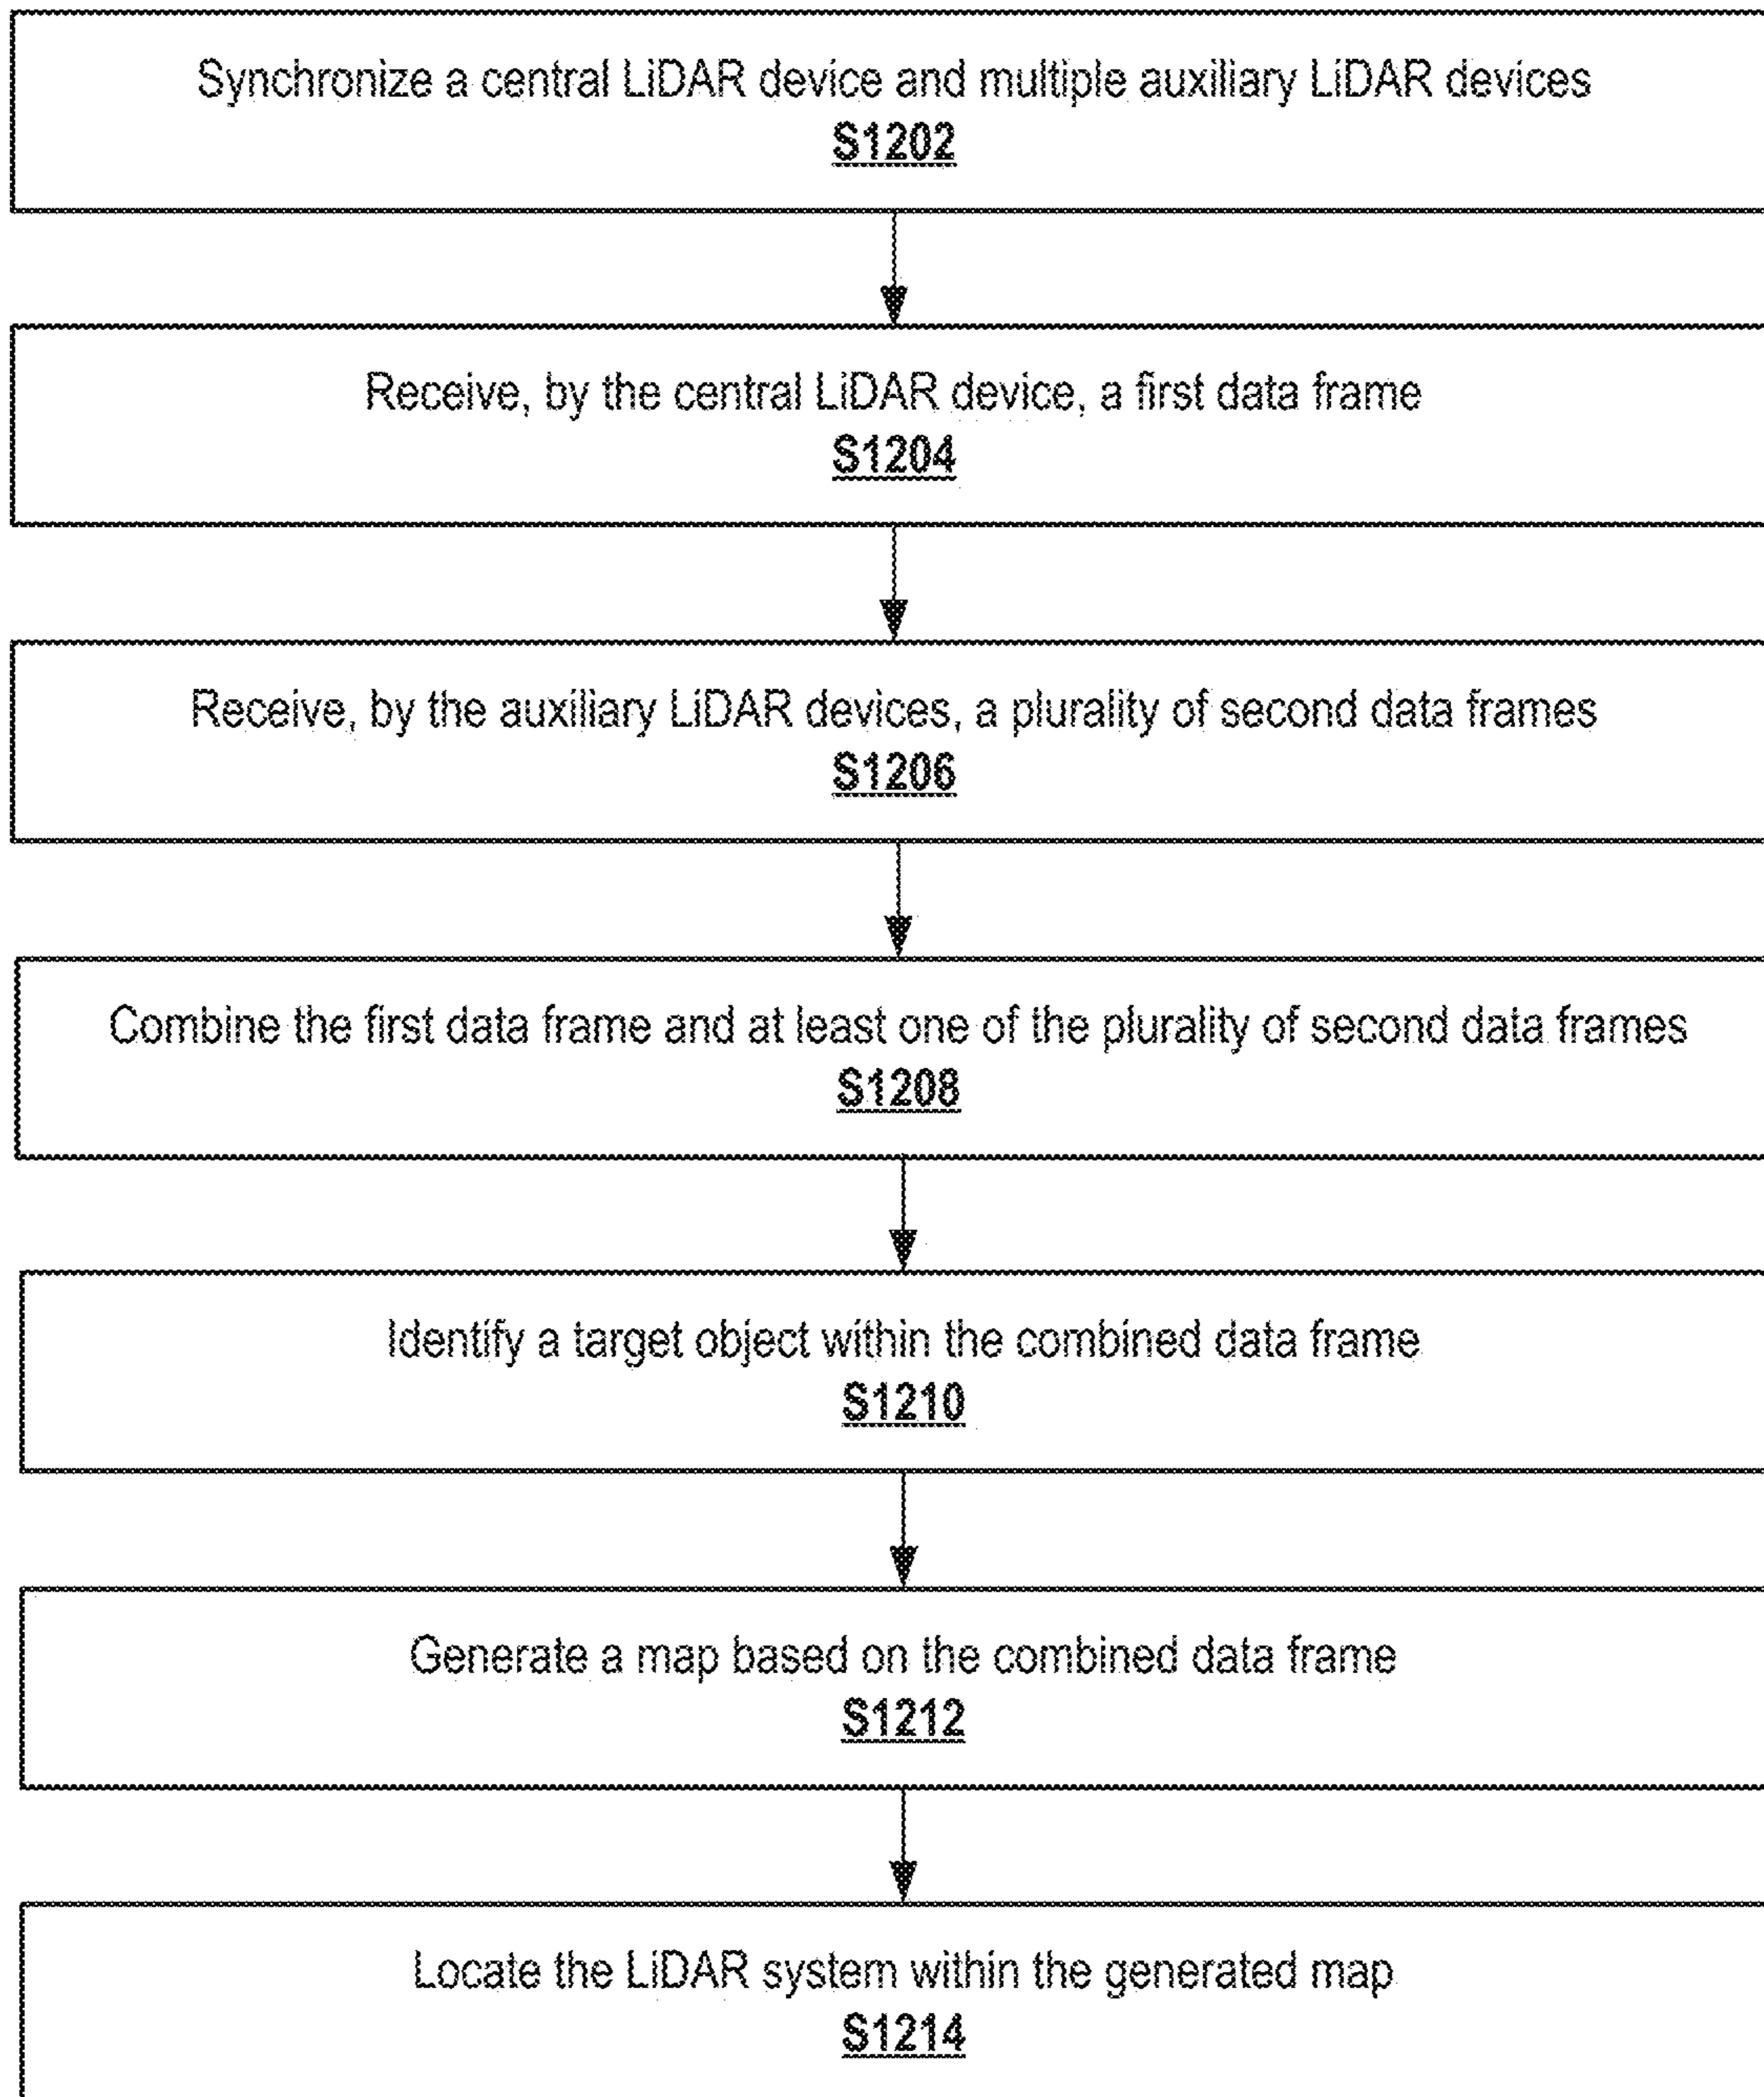 Synchronize a central LiDAR device and multiple auxiliary LiDAR devices
S1202
Receive, by the central LiDAR device, a first data frame
S1204
Receive, by the auxiliary LiDAR devices, a plurality of second data frames
S1206
Combine the first data frame and at least one of the plurality of second data frames
S1208
Identify a target object within the combined data frame
S1210
Generate a map based on the combined data frame
S1212
Locate the LiDAR system within the generated map
S1214